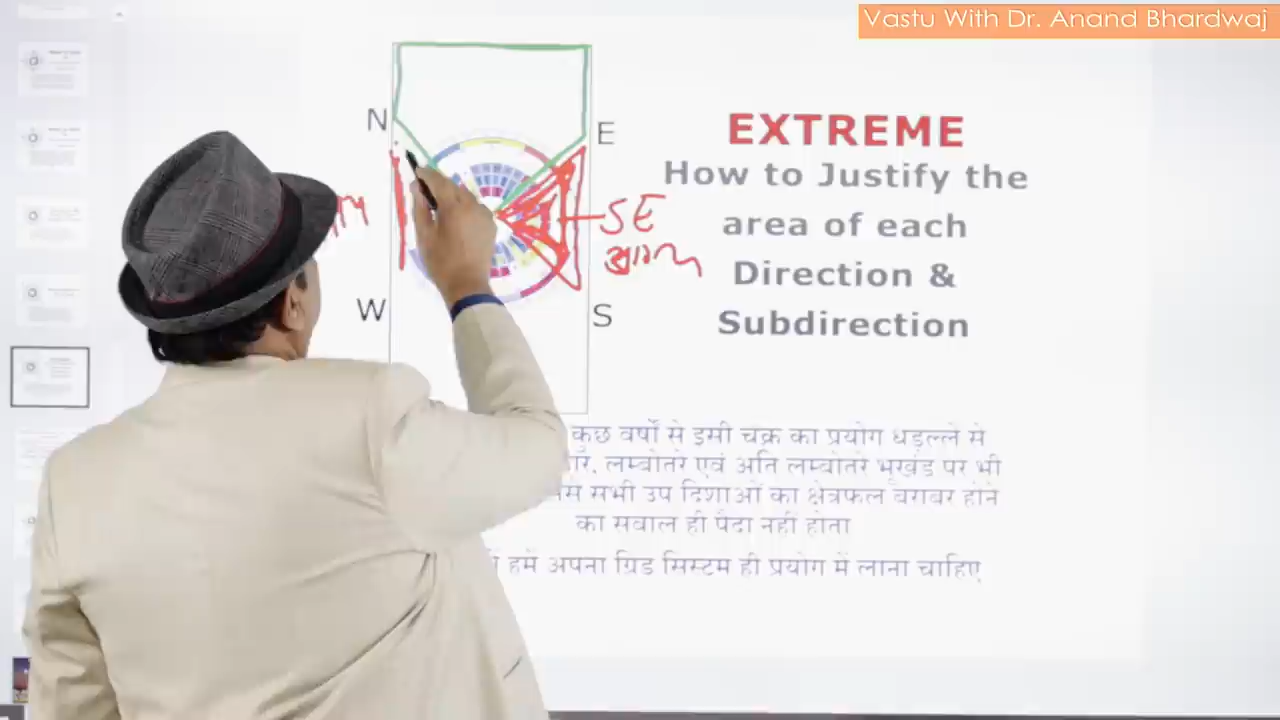 Vastu With Dr. Anand Bhardwaj
N
E
EXTREME
How to Justify the
area of each
Direction &
Subdirection
SE
W
S
कुछ वर्षों से इसी चक्र का प्रयोग धड़ल्ले से
लम्बोतरे एवं अति लम्बोतरे भूखंड पर भी
सभी उप दिशाओं का क्षेत्रफल बराबर होने
का सवाल ही पैदा नहीं होता
हमें अपना ग्रिड सिस्टम ही प्रयोग में लाना चाहिए